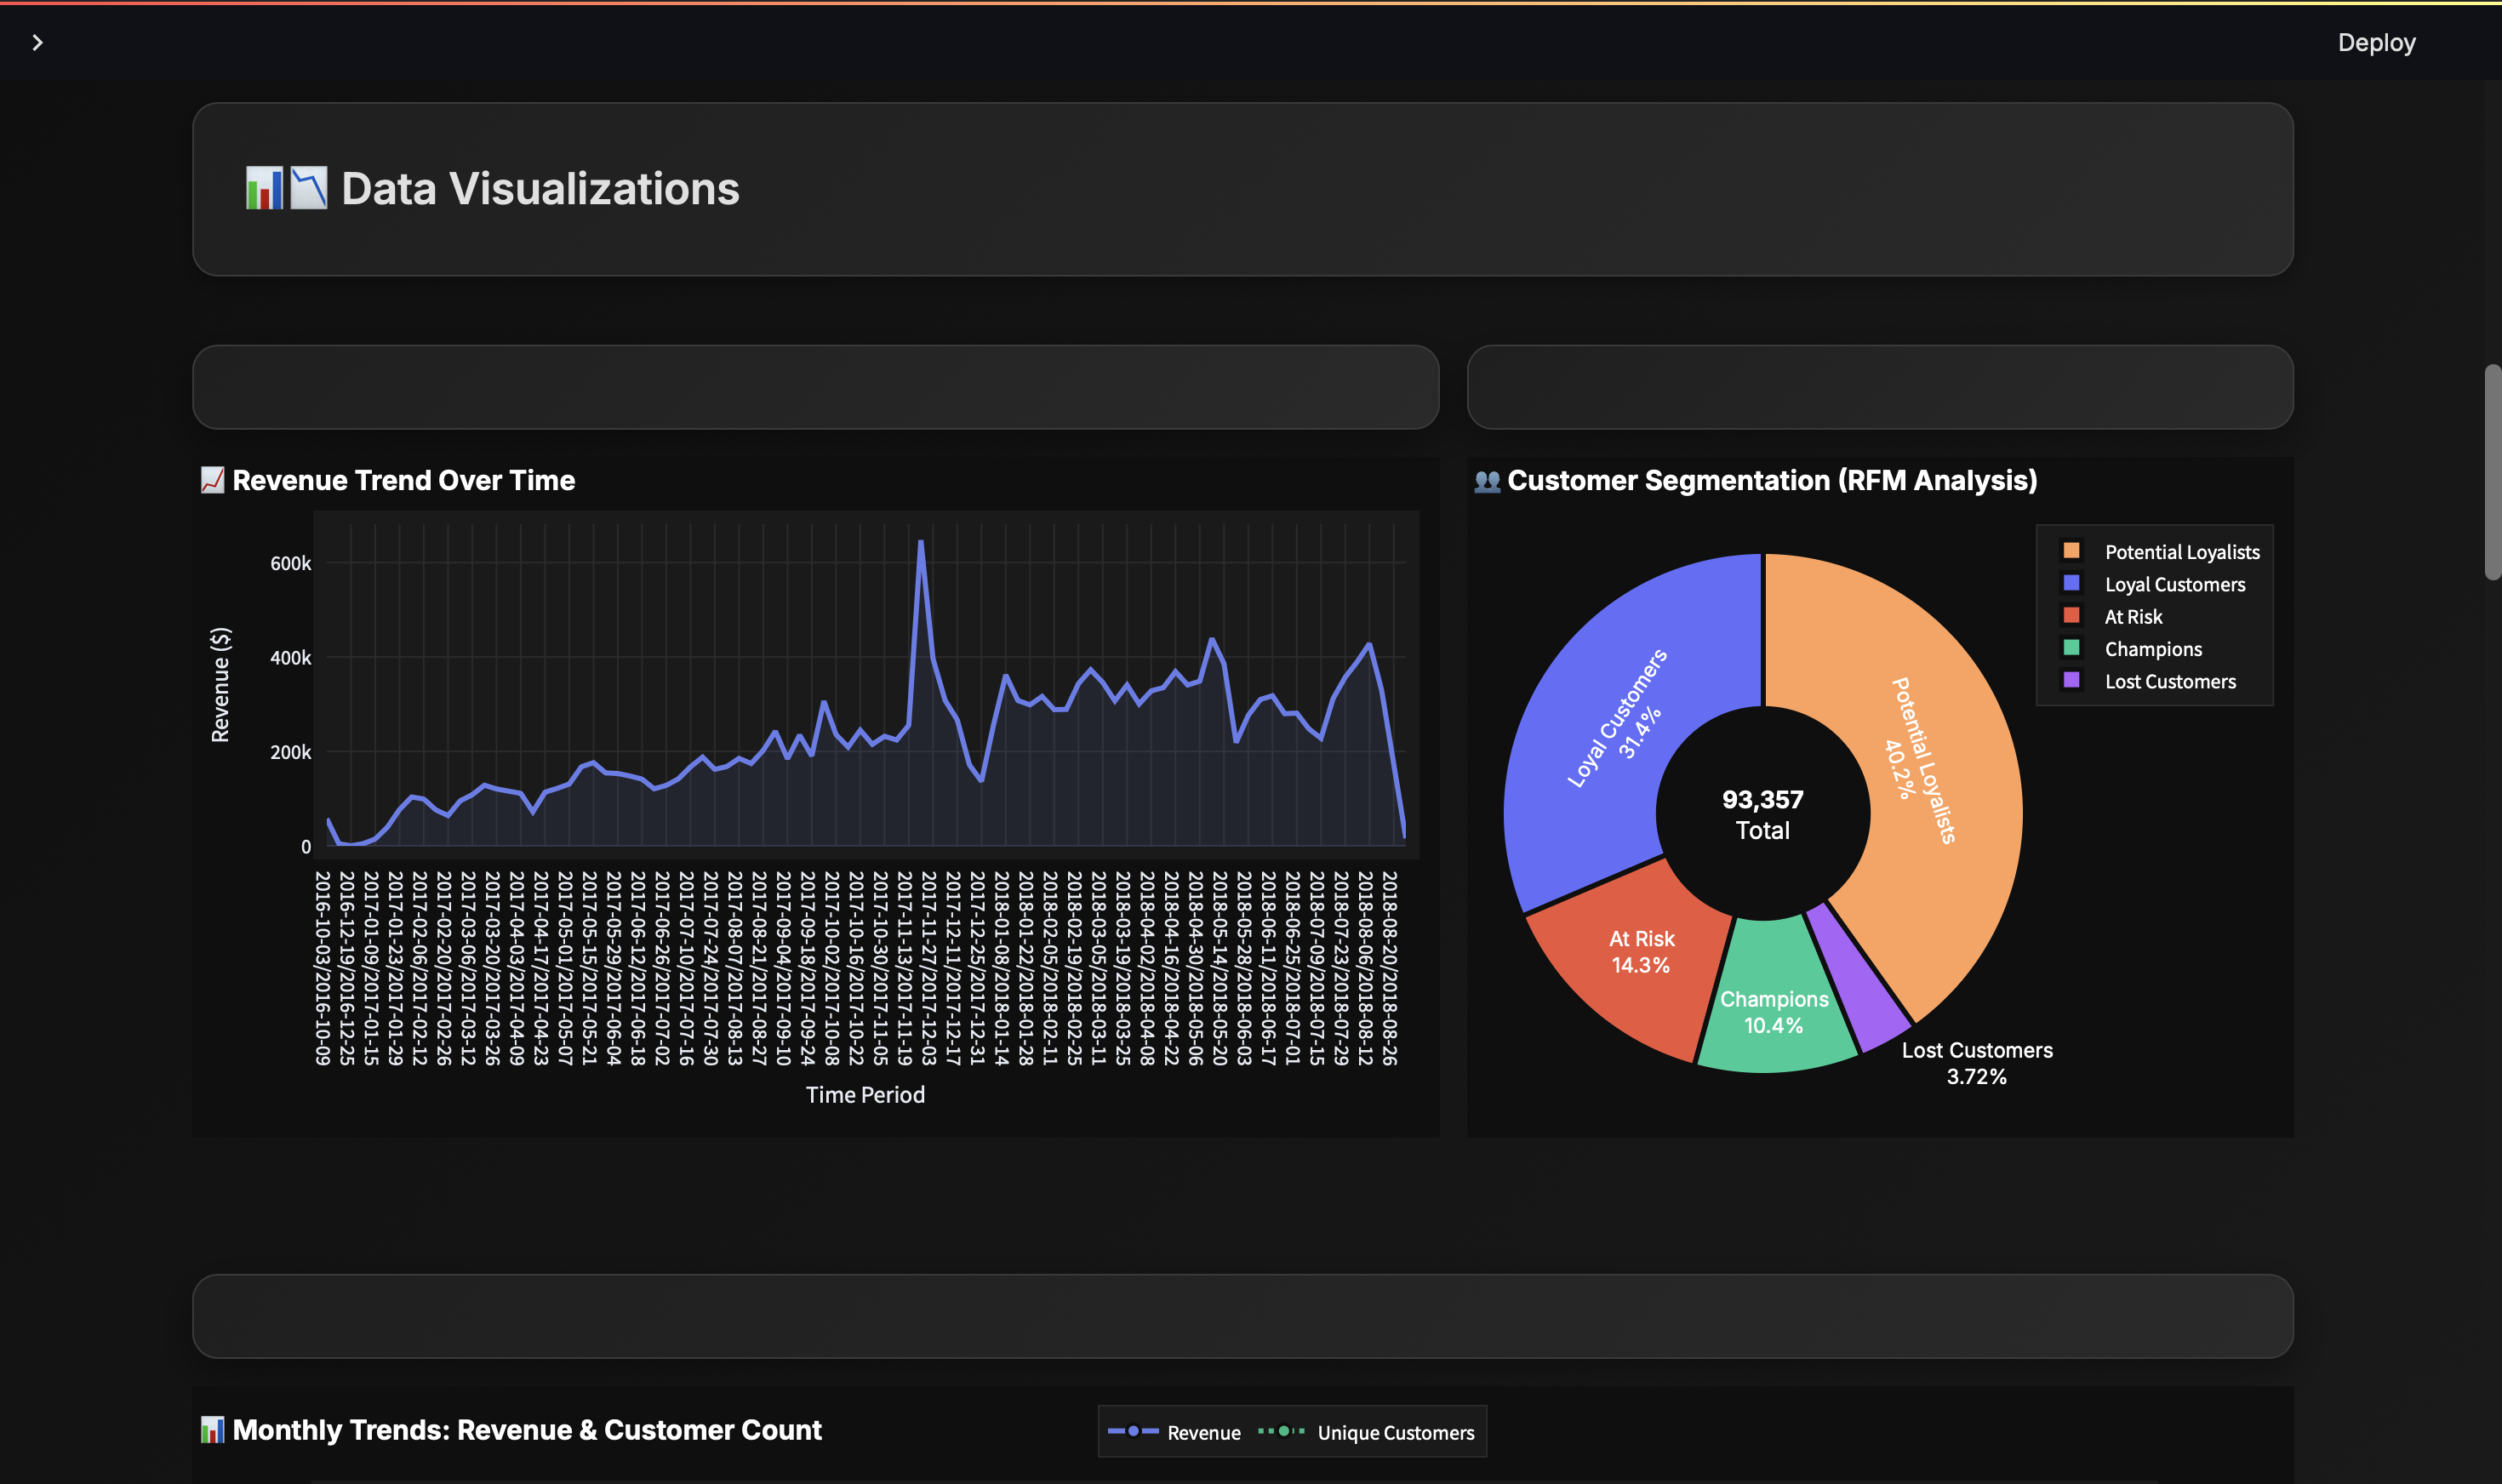 Deploy
Data Visualizations
Revenue Trend Over Time
600k
400k
200k
0
Revenue ($)
2016-10-03/2016-10-09
2016-12-19/2016-12-25
2017-01-09/2017-01-15
2017-01-23/2017-01-29
2017-02-06/2017-02-12
2017-02-20/2017-02-26
2017-03-06/2017-03-12
2017-03-20/2017-03-26
2017-04-03/2017-04-09
2017-04-17/2017-04-23
2017-05-01/2017-05-07
2017-05-15/2017-05-21
2017-05-29/2017-06-04
2017-06-12/2017-06-18
2017-06-26/2017-07-02
2017-07-10/2017-07-16
2017-07-24/2017-07-30
2017-08-07/2017-08-13
2017-08-21/2017-08-27
2017-09-04/2017-09-10
2017-09-18/2017-09-24
2017-10-02/2017-10-08
2017-10-16/2017-10-22
2017-10-30/2017-11-05
2017-11-13/2017-11-19
2017-11-27/2017-12-03
2017-12-11/2017-12-17
2017-12-25/2017-12-31
2018-01-08/2018-01-14
2018-01-22/2018-01-28
2018-02-05/2018-02-11
2018-02-19/2018-02-25
2018-03-05/2018-03-11
2018-03-19/2018-03-25
2018-04-02/2018-04-08
2018-04-16/2018-04-22
2018-04-30/2018-05-06
2018-05-14/2018-05-20
2018-05-28/2018-06-03
2018-06-11/2018-06-17
2018-06-25/2018-07-01
2018-07-09/2018-07-15
2018-07-23/2018-07-29
2018-08-06/2018-08-12
2018-08-20/2018-08-26
Time Period
Customer Segmentation (RFM Analysis)
Potential Loyalists
Loyal Customers
At Risk
Champions
Lost Customers
Loyal Customers
31.4%
Potential Loyalists
40.2%
93,357
Total
At Risk
14.3%
Champions
10.4%
Lost Customers
3.72%
Monthly Trends: Revenue & Customer Count
Revenue
Unique Customers